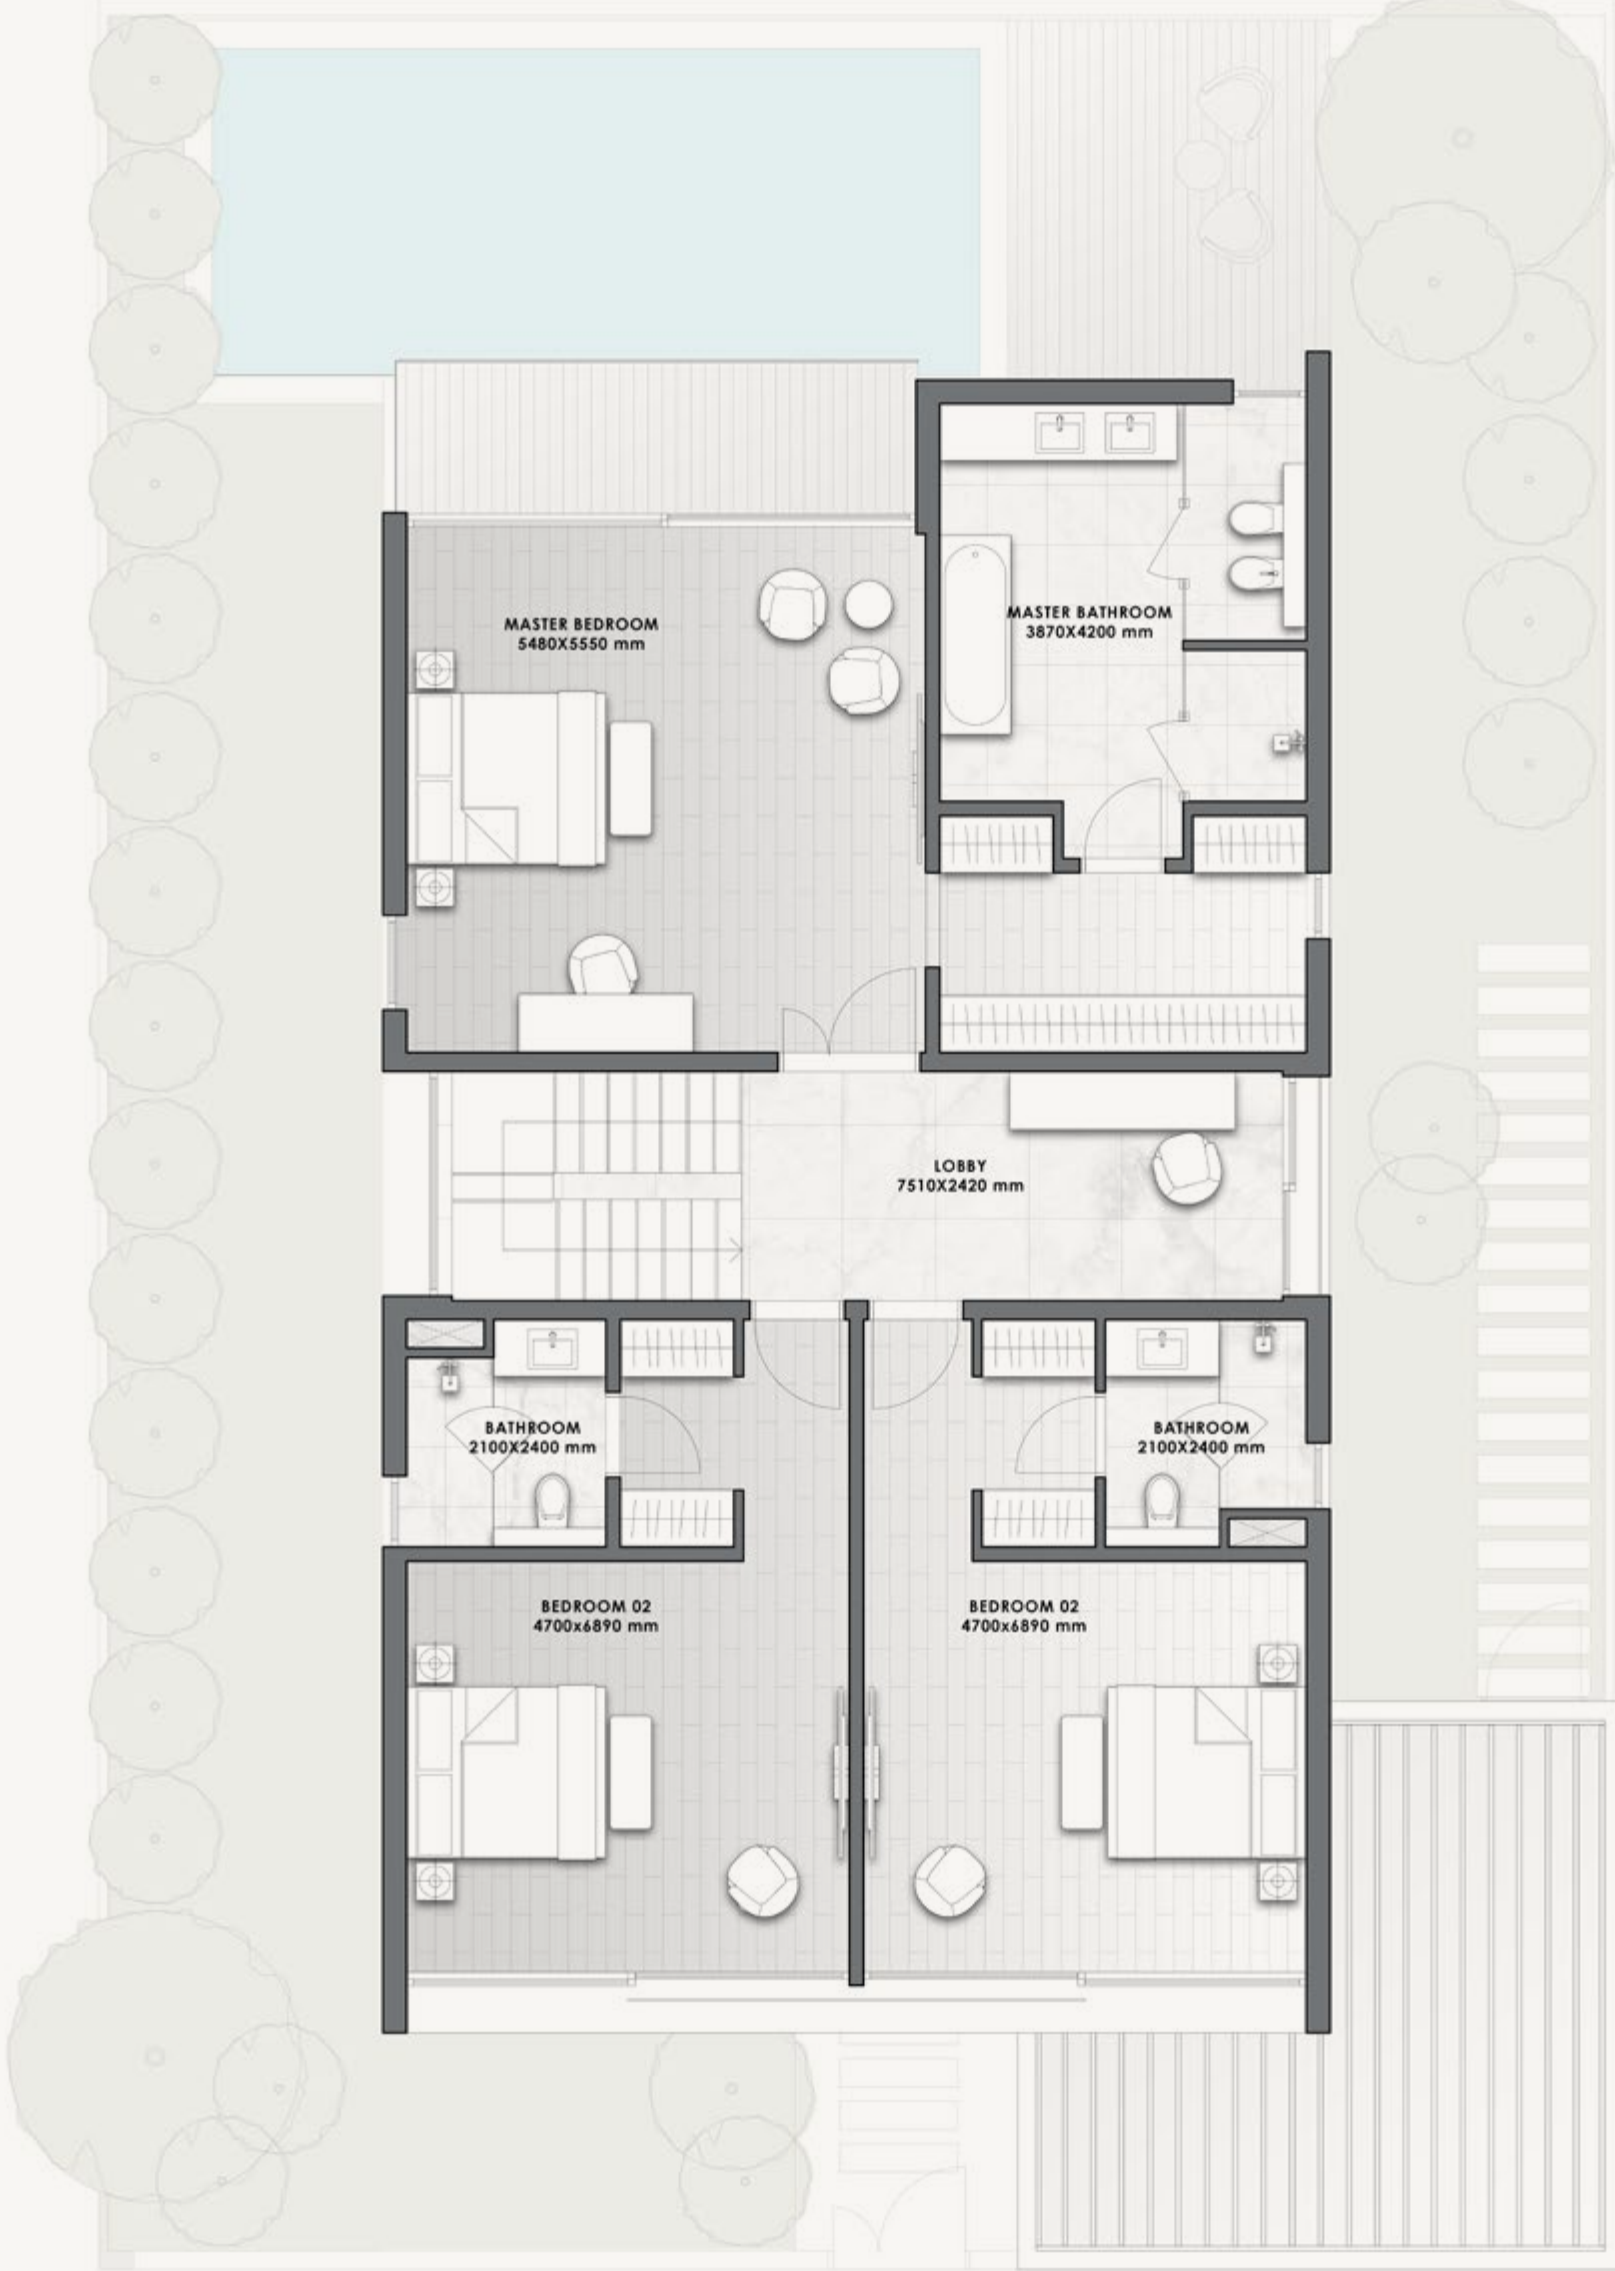 MASTER BEDROOM
5480X5550 mm
MASTER BATHROOM
3870X4200 mm
LOBBY
7510X2420 mm
BATHROOM
2100X2400 mm
BATHROOM
2100X2400 mm
BEDROOM 02
4700x6890 mm
BEDROOM 02
4700x6890 mm